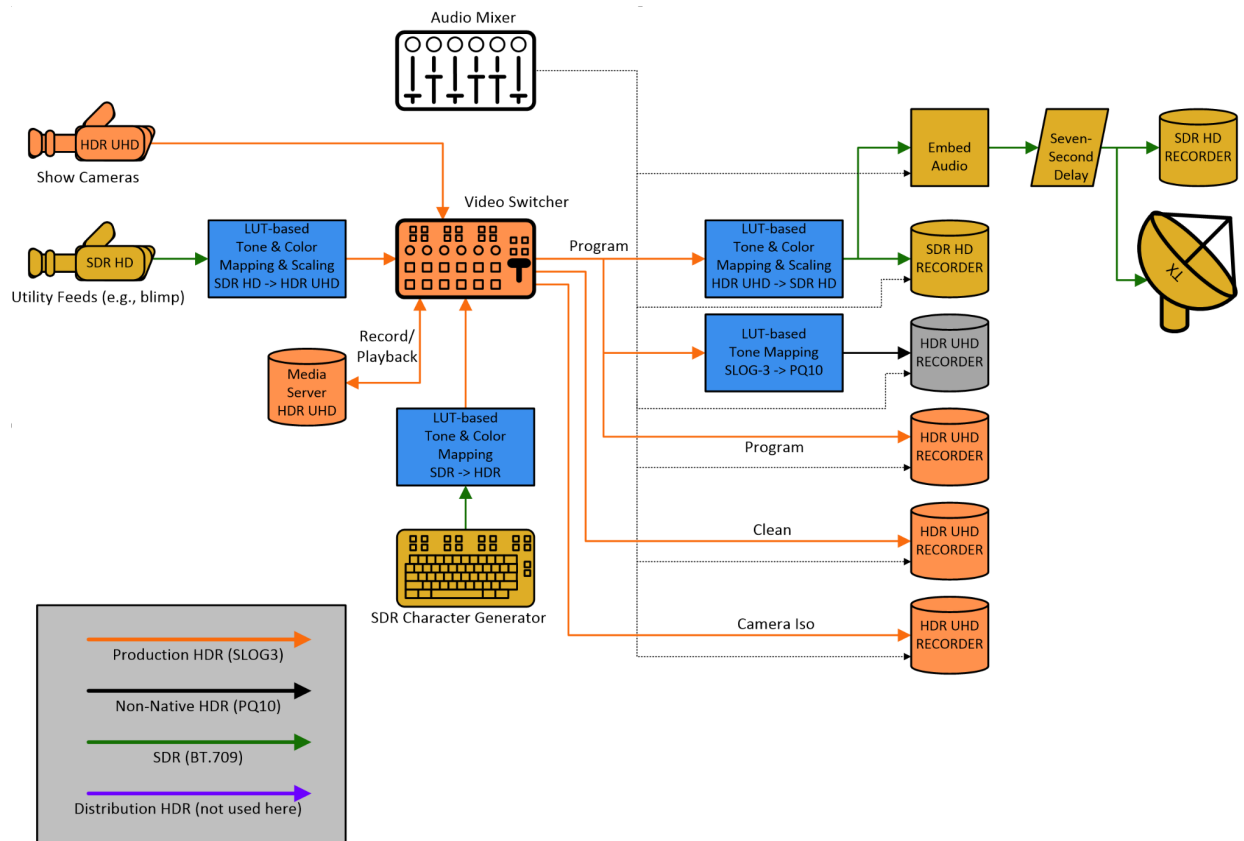 Audio Mixer
HDR UHD
Show Cameras
SDR HD
Utility Feeds (e.g., blimp)
LUT-based
Tone & Color
Mapping & Scaling
SDR HD -> HDR UHD
Video Switcher
Record/
Playback
Media
Server
HDR UHD
LUT-based
Tone & Color
Mapping
SDR -> HDR
SDR Character Generator
Program
LUT-based
Tone & Color
Mapping & Scaling
HDR UHD -> SDR HD
LUT-based
Tone Mapping
SLOG-3 -> PQ10
Embed
Audio
Seven-
Second
Delay
SDR HD
RECORDER
SDR HD
RECORDER
TX
HDR UHD
RECORDER
Program
HDR UHD
RECORDER
Clean
HDR UHD
RECORDER
Camera Iso
HDR UHD
RECORDER
Production HDR (SLOG3)
Non-Native HDR (PQ10)
SDR (BT.709)
Distribution HDR (not used here)